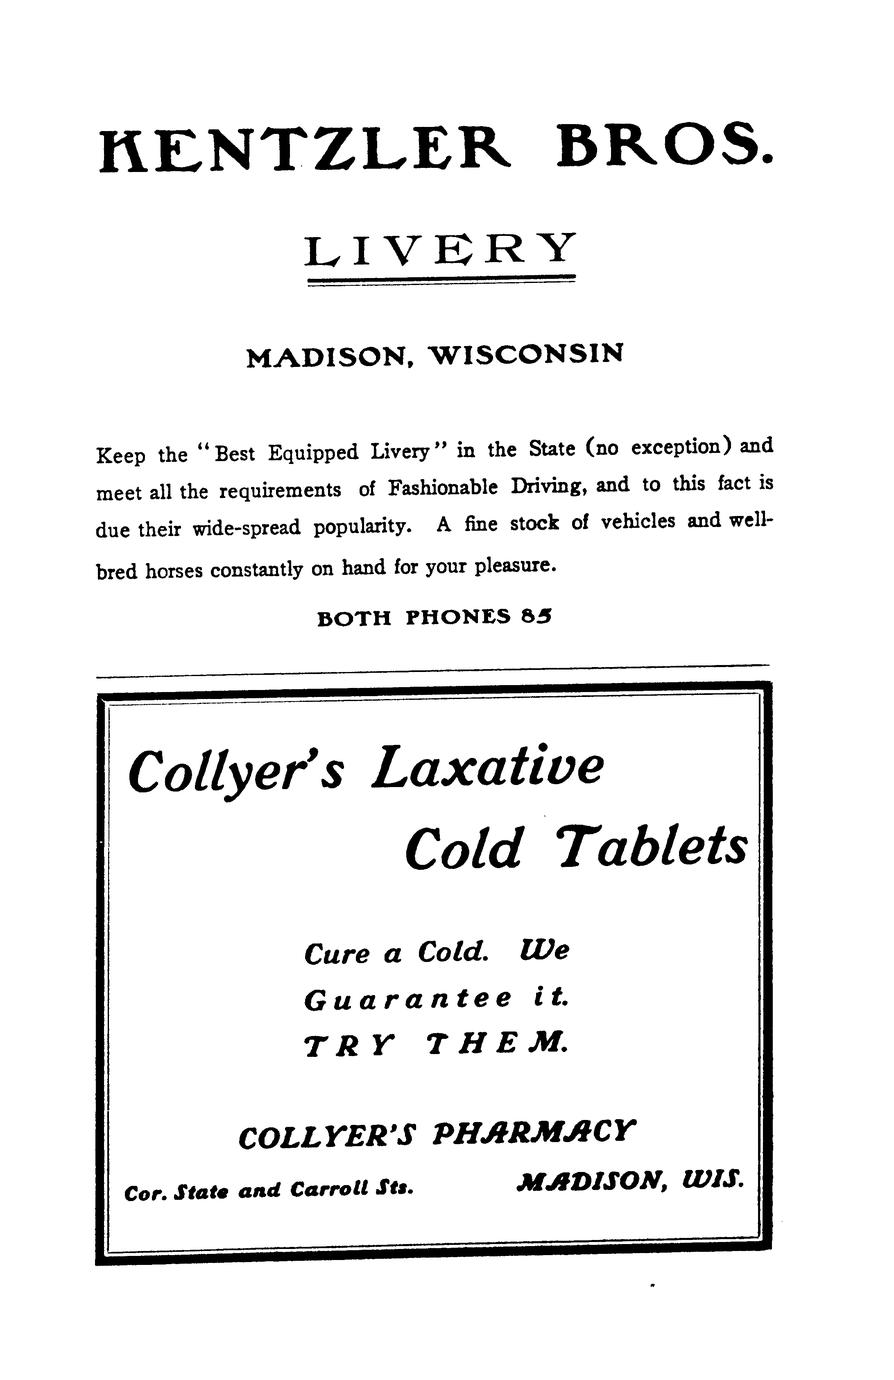 KENTZLER BROS.
LIVERY
MADISON, WISCONSIN
Keep the "Best Equipped Livery" in the State (no exception) and
meet all the requirements of Fashionable Driving, and to this fact is
due their wide-spread popularity. A fine stock of vehicles and well-
bred horses constantly on hand for your pleasure.
BOTH PHONES 85
Collyer's Laxative
Cold Tablets
Cure a Cold. We
Guarantee it.
TRY THEM.
COLLYER'S PHARMACY
Cor. State and Carroll Sts. MADISON, WIS.